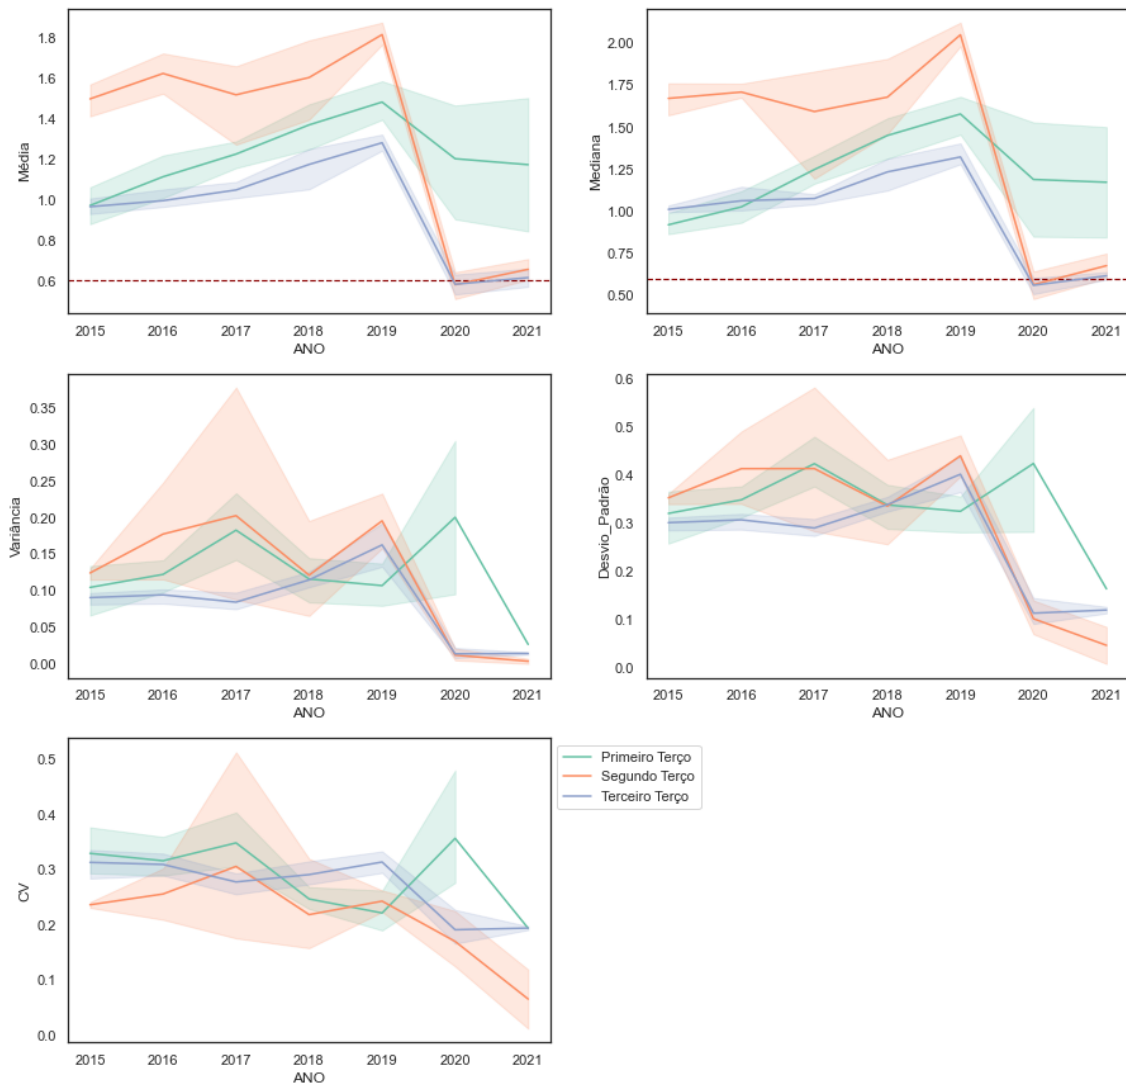 Média
1.8
1.6
1.4
1.2
1.0
0.8
0.6
2015 2016 2017 2018 2019 2020 2021
ANO
Mediana
2.00
1.75
1.50
1.25
1.00
0.75
0.50
2015 2016 2017 2018 2019 2020 2021
ANO
Variância
0.35
0.30
0.25
0.20
0.15
0.10
0.05
0.00
2015 2016 2017 2018 2019 2020 2021
ANO
Desvio_Padrão
0.6
0.5
0.4
0.3
0.2
0.1
0.0
2015 2016 2017 2018 2019 2020 2021
ANO
CV
0.5
0.4
0.3
0.2
0.1
0.0
2015 2016 2017 2018 2019 2020 2021
ANO
Primeiro Terço
Segundo Terço
Terceiro Terço